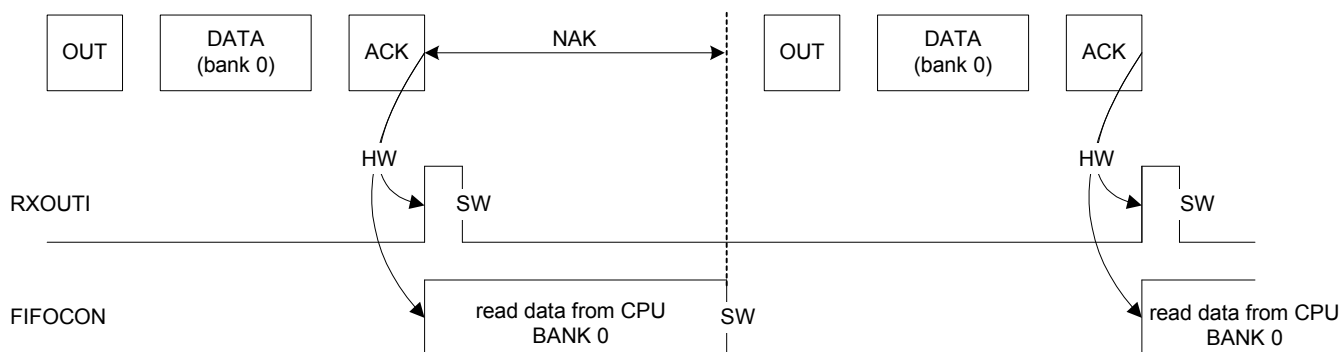 OUT
DATA
(bank 0)
ACK
NAK
OUT
DATA
(bank 0)
ACK
HW
HW
RXOUTI
SW
SW
FIFOCON
read data from CPU
BANK 0
SW
read data from CPU
BANK 0